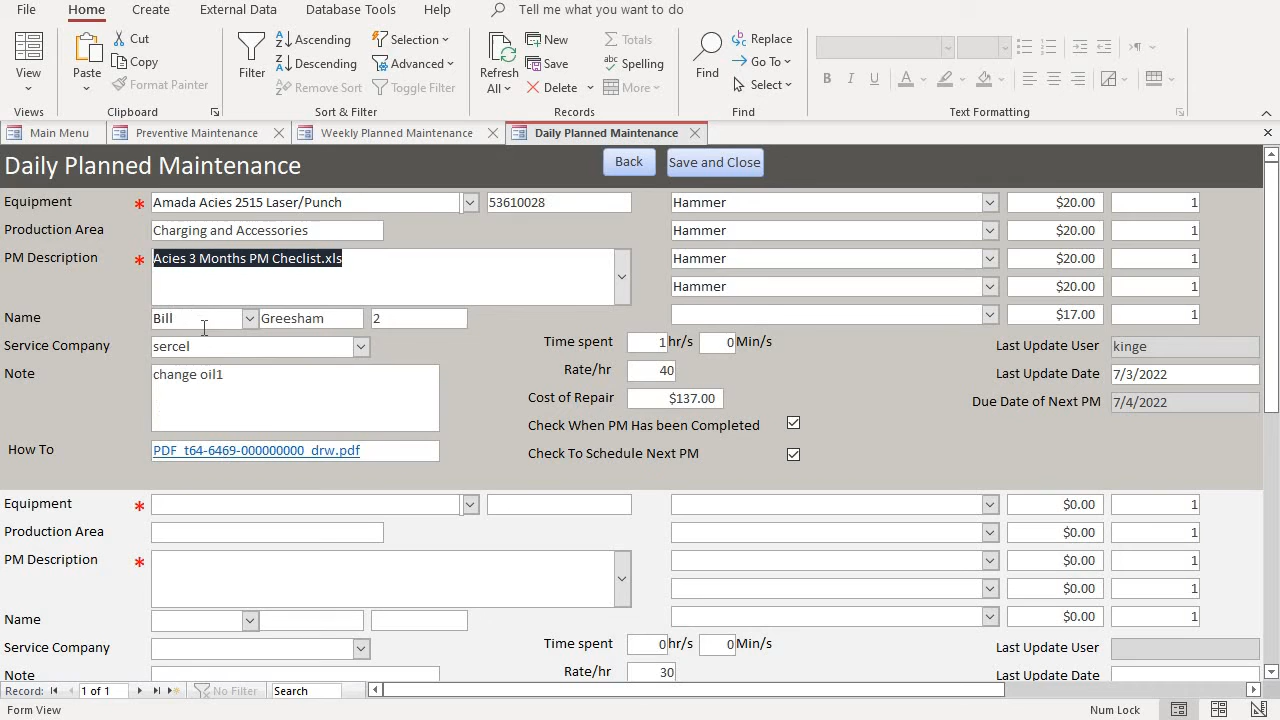 File Home Create External Data Database Tools Help Tell me what you want to do
View
Views
Paste
Cut
Copy
Format Painter
Clipboard
Filter
Ascending
Descending
Remove Sort
Selection
Advanced
Toggle Filter
Sort & Filter
Refresh
All
New
Save
Delete
Totals
Spelling
More
Records
Find
Replace
Go To
Select
Find
B I U A
Text Formatting
Main Menu Preventive Maintenance Weekly Planned Maintenance Daily Planned Maintenance
Daily Planned Maintenance Back Save and Close
Equipment * Amada Acies 2515 Laser/Punch 53610028 Hammer $20.00 1
Production Area Charging and Accessories Hammer $20.00 1
PM Description * Acies 3 Months PM Checlist.xls Hammer $20.00 1
Hammer $20.00 1
Name Bill Greesham 2 $17.00 1
Service Company sercel Time spent 1 hr/s 0 Min/s Last Update User kinge
Note change oil1 Rate/hr 40 Last Update Date 7/3/2022
Cost of Repair $137.00 Due Date of Next PM 7/4/2022
Check When PM Has been Completed
How To PDF_t64-6469-000000000_drw.pdf Check To Schedule Next PM
Equipment * $0.00 1
Production Area $0.00 1
PM Description * $0.00 1
$0.00 1
Name $0.00 1
Service Company Time spent 0 hr/s 0 Min/s Last Update User
Note Rate/hr 30 Last Update Date
Record: 1 of 1 No Filter Search
Form View Num Lock